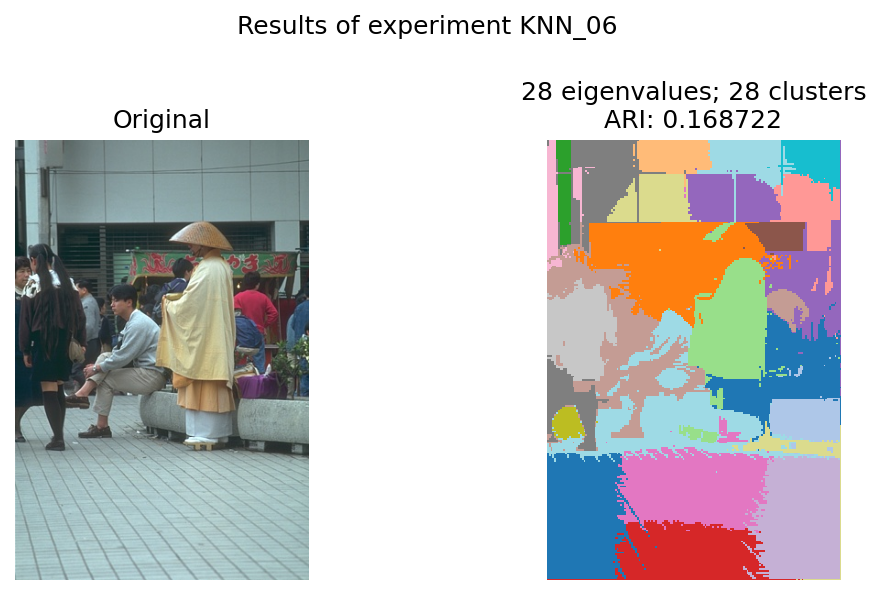 Results of experiment KNN_06
Original
28 eigenvalues; 28 clusters
ARI: 0.168722